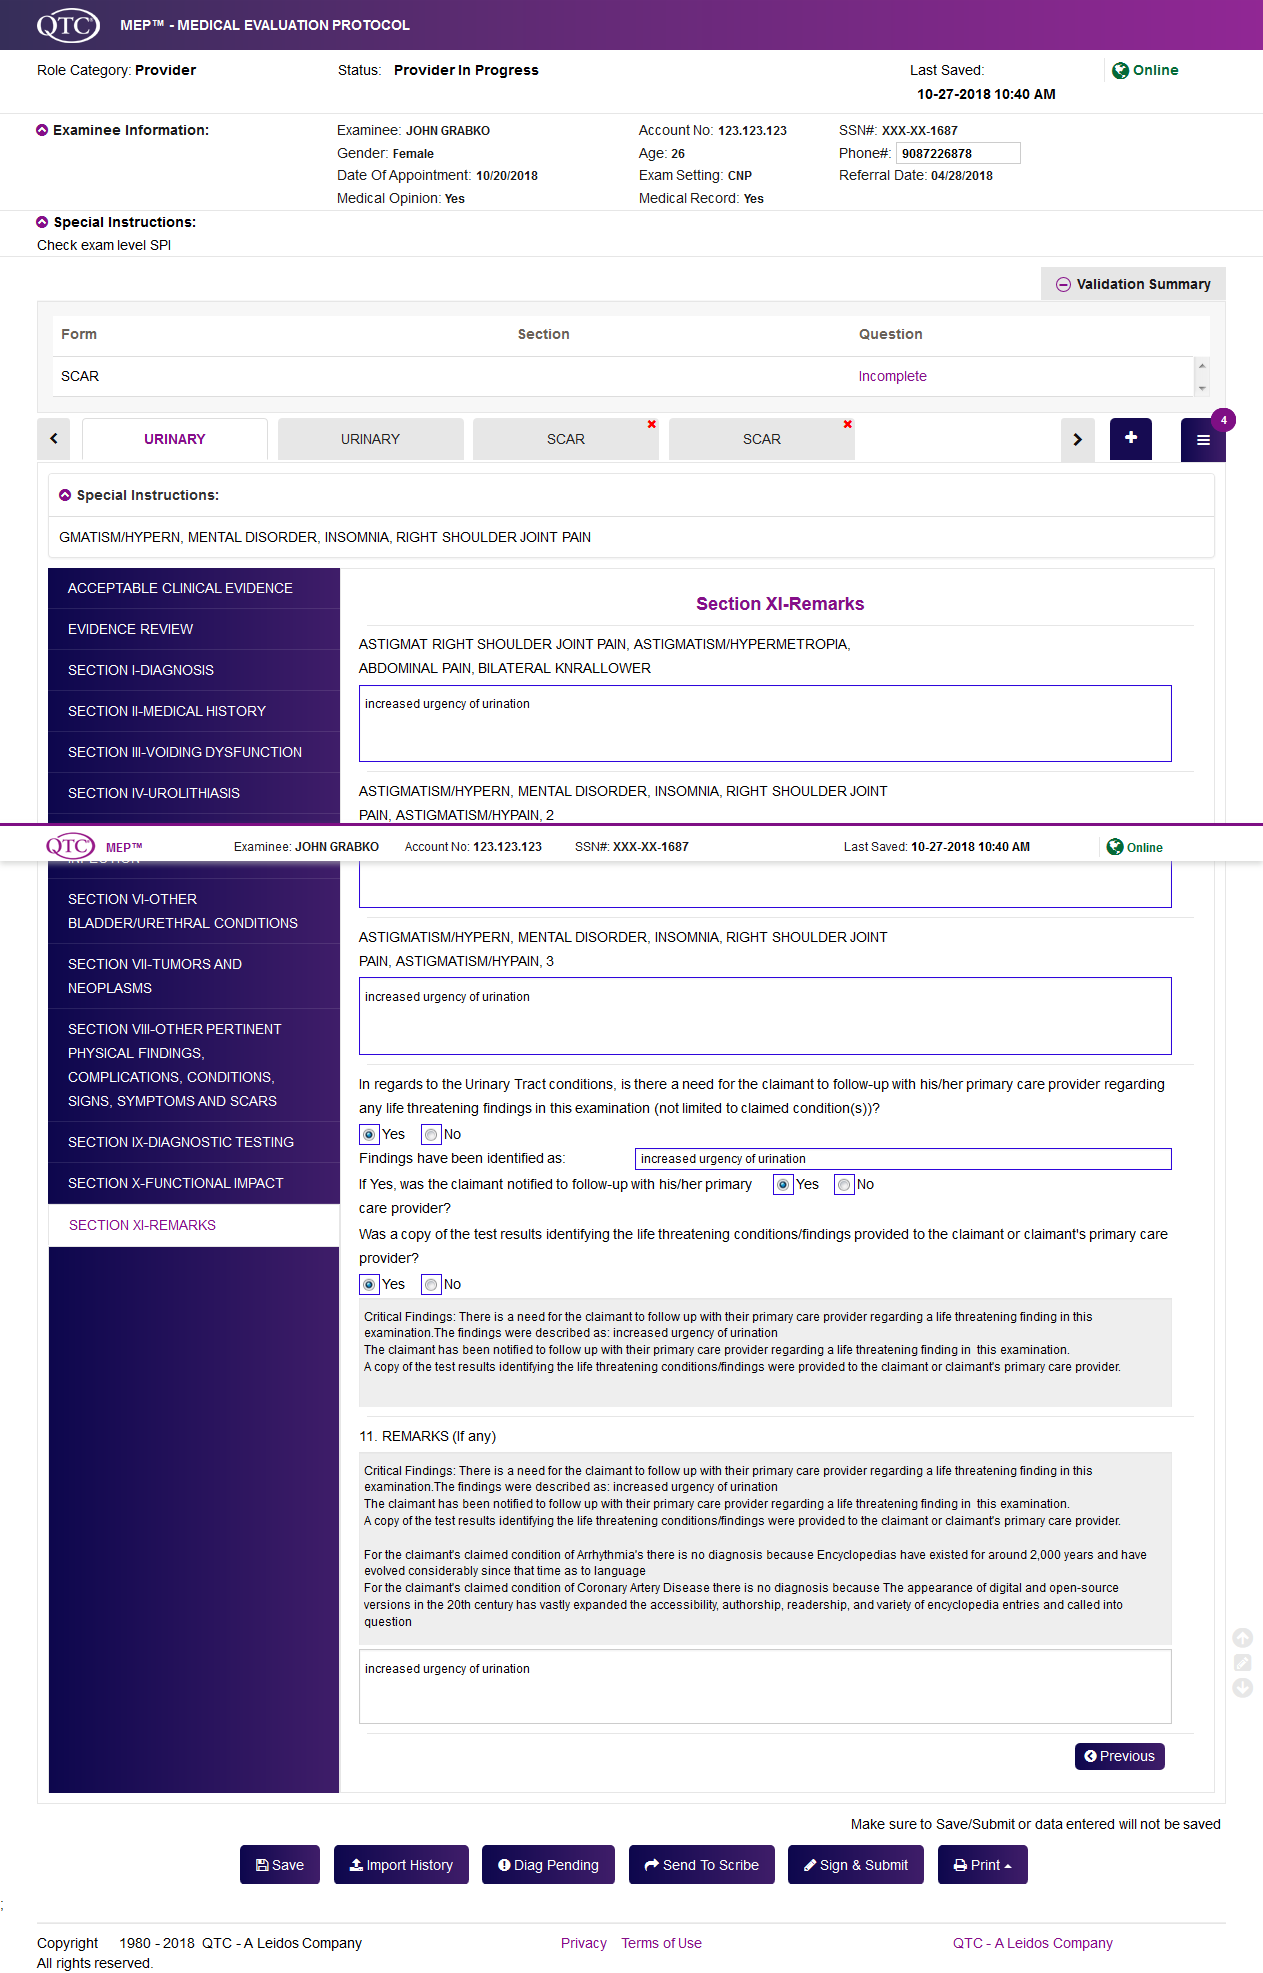 QTC® MEP™ - MEDICAL EVALUATION PROTOCOL
Role Category: Provider Status: Provider In Progress Last Saved: Online
10-27-2018 10:40 AM
Examinee Information: Examinee: JOHN GRABKO Account No: 123.123.123 SSN#: XXX-XX-1687
Gender: Female Age: 26 Phone#: 9087226878
Date Of Appointment: 10/20/2018 Exam Setting: CNP Referral Date: 04/28/2018
Medical Opinion: Yes Medical Record: Yes
Special Instructions:
Check exam level SPI
Validation Summary
Form Section Question
SCAR Incomplete
4
URINARY URINARY SCAR SCAR
Special Instructions:
GMATISM/HYPERN, MENTAL DISORDER, INSOMNIA, RIGHT SHOULDER JOINT PAIN
ACCEPTABLE CLINICAL EVIDENCE
EVIDENCE REVIEW
SECTION I-DIAGNOSIS
SECTION II-MEDICAL HISTORY
SECTION III-VOIDING DYSFUNCTION
SECTION IV-UROLITHIASIS
Section XI-Remarks
ASTIGMAT RIGHT SHOULDER JOINT PAIN, ASTIGMATISM/HYPERMETROPIA,
ABDOMINAL PAIN, BILATERAL KNRALLOWER
increased urgency of urination
ASTIGMATISM/HYPERN, MENTAL DISORDER, INSOMNIA, RIGHT SHOULDER JOINT
PAIN, ASTIGMATISM/HYPAIN, 2
QTC® MEP™ Examinee: JOHN GRABKO Account No: 123.123.123 SSN#: XXX-XX-1687 Last Saved: 10-27-2018 10:40 AM Online
SECTION VI-OTHER
BLADDER/URETHRAL CONDITIONS
SECTION VII-TUMORS AND
NEOPLASMS
SECTION VIII-OTHER PERTINENT
PHYSICAL FINDINGS,
COMPLICATIONS, CONDITIONS,
SIGNS, SYMPTOMS AND SCARS
SECTION IX-DIAGNOSTIC TESTING
SECTION X-FUNCTIONAL IMPACT
SECTION XI-REMARKS
ASTIGMATISM/HYPERN, MENTAL DISORDER, INSOMNIA, RIGHT SHOULDER JOINT
PAIN, ASTIGMATISM/HYPAIN, 3
increased urgency of urination
In regards to the Urinary Tract conditions, is there a need for the claimant to follow-up with his/her primary care provider regarding
any life threatening findings in this examination (not limited to claimed condition(s))?
Yes No
Findings have been identified as: increased urgency of urination
If Yes, was the claimant notified to follow-up with his/her primary Yes No
care provider?
Was a copy of the test results identifying the life threatening conditions/findings provided to the claimant or claimant's primary care
provider?
Yes No
Critical Findings: There is a need for the claimant to follow up with their primary care provider regarding a life threatening finding in this
examination.The findings were described as: increased urgency of urination
The claimant has been notified to follow up with their primary care provider regarding a life threatening finding in this examination.
A copy of the test results identifying the life threatening conditions/findings were provided to the claimant or claimant's primary care provider.
11. REMARKS (If any)
Critical Findings: There is a need for the claimant to follow up with their primary care provider regarding a life threatening finding in this
examination.The findings were described as: increased urgency of urination
The claimant has been notified to follow up with their primary care provider regarding a life threatening finding in this examination.
A copy of the test results identifying the life threatening conditions/findings were provided to the claimant or claimant's primary care provider.
For the claimant's claimed condition of Arrhythmia's there is no diagnosis because Encyclopedias have existed for around 2,000 years and have
evolved considerably since that time as to language
For the claimant's claimed condition of Coronary Artery Disease there is no diagnosis because The appearance of digital and open-source
versions in the 20th century has vastly expanded the accessibility, authorship, readership, and variety of encyclopedia entries and called into
question
increased urgency of urination
Previous
Make sure to Save/Submit or data entered will not be saved
Save Import History Diag Pending Send To Scribe Sign & Submit Print
;
Copyright 1980 - 2018 QTC - A Leidos Company Privacy Terms of Use QTC - A Leidos Company
All rights reserved.